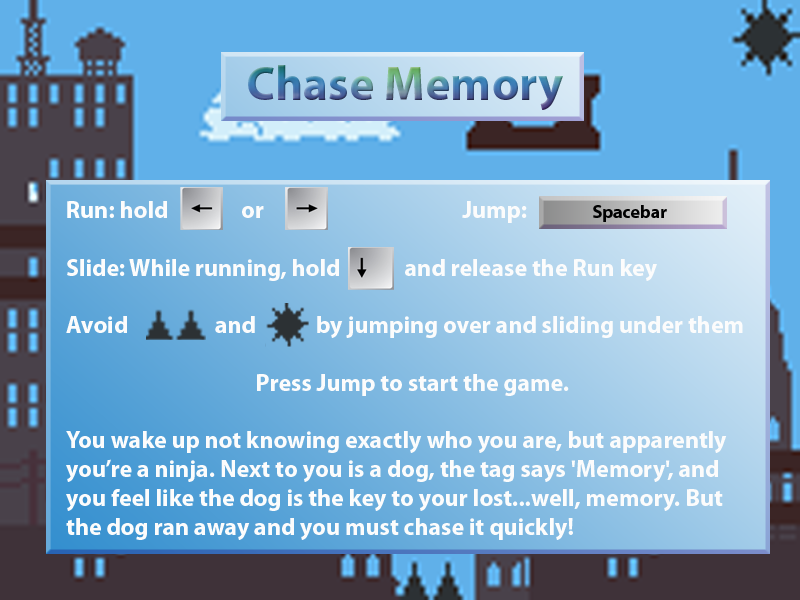 Chase Memory
Run: hold ← or → Jump: Spacebar
Slide: While running, hold ↓ and release the Run key
Avoid and by jumping over and sliding under them
Press Jump to start the game.
You wake up not knowing exactly who you are, but apparently
you’re a ninja. Next to you is a dog, the tag says 'Memory', and
you feel like the dog is the key to your lost...well, memory. But
the dog ran away and you must chase it quickly!